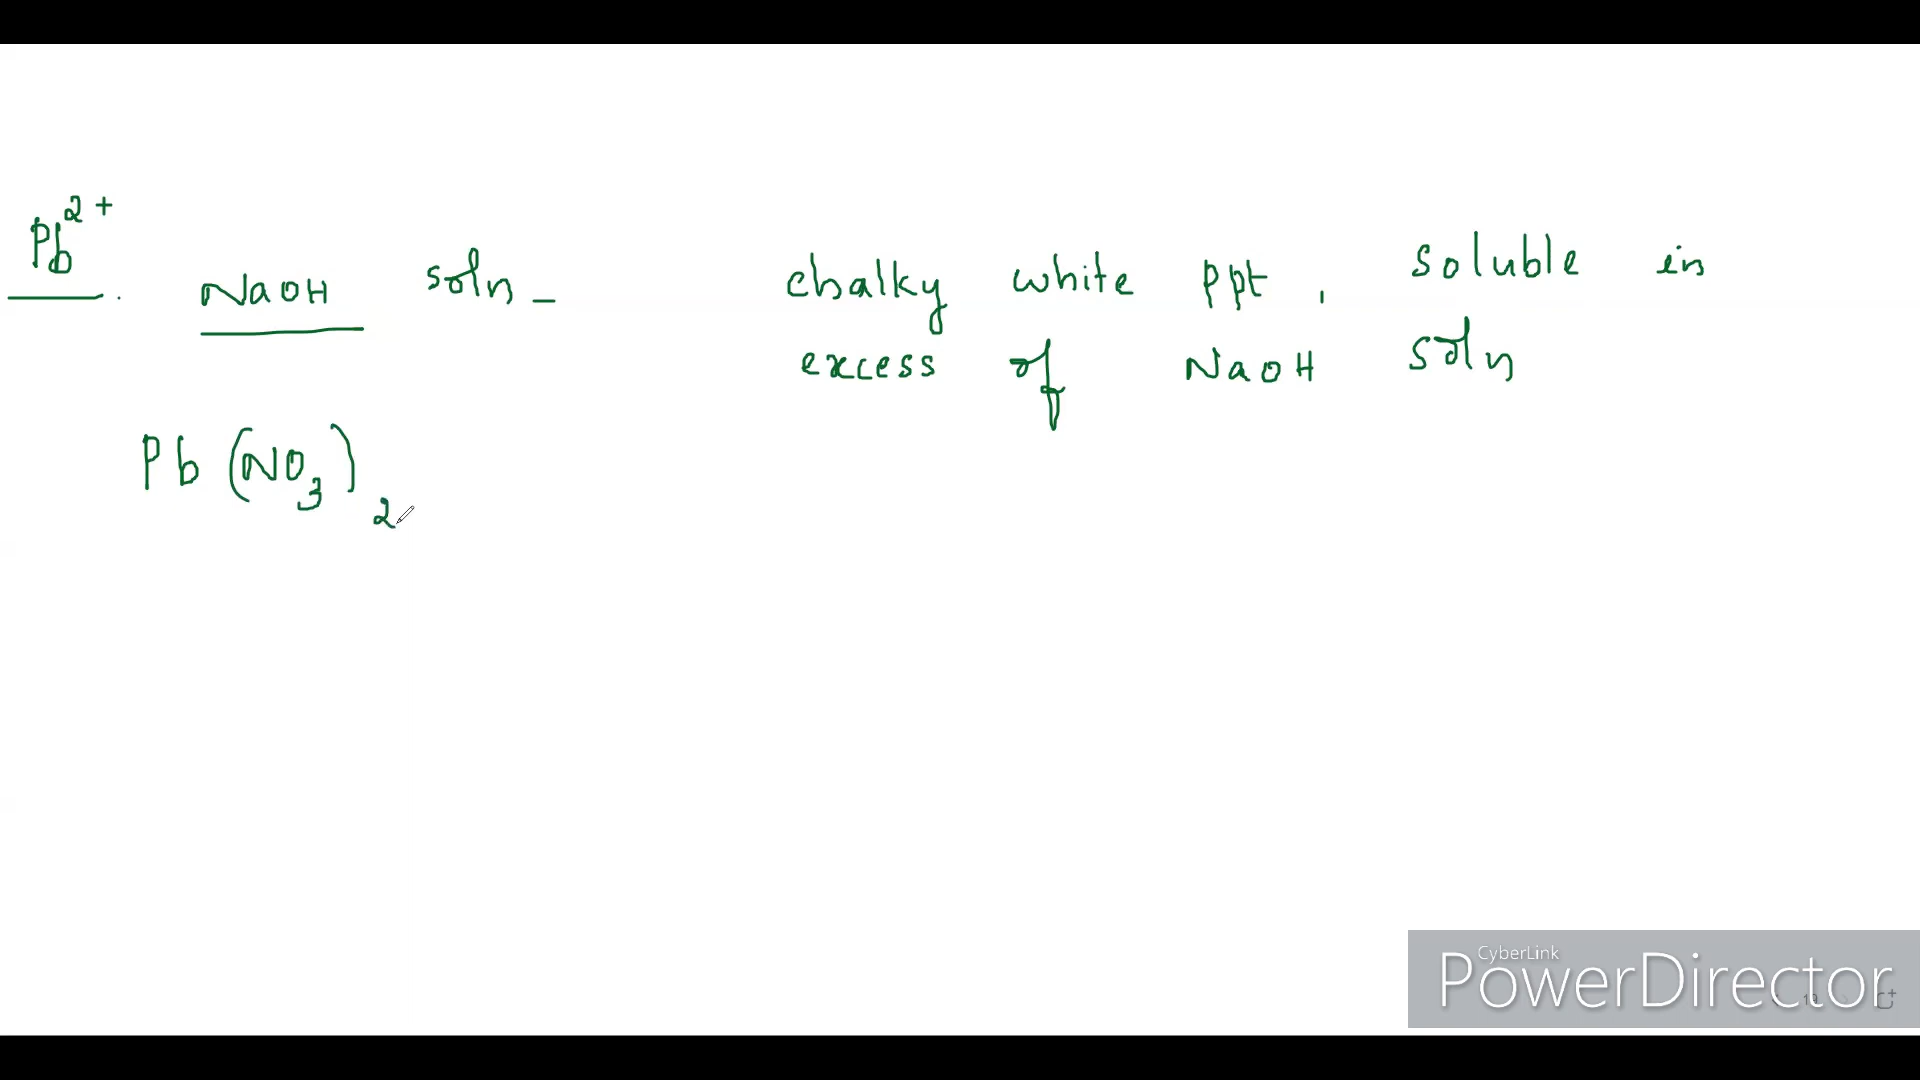 Pb²⁺
NaOH soln – chalky white ppt, soluble in
excess of NaOH soln
Pb(NO₃)₂
CyberLink
PowerDirector